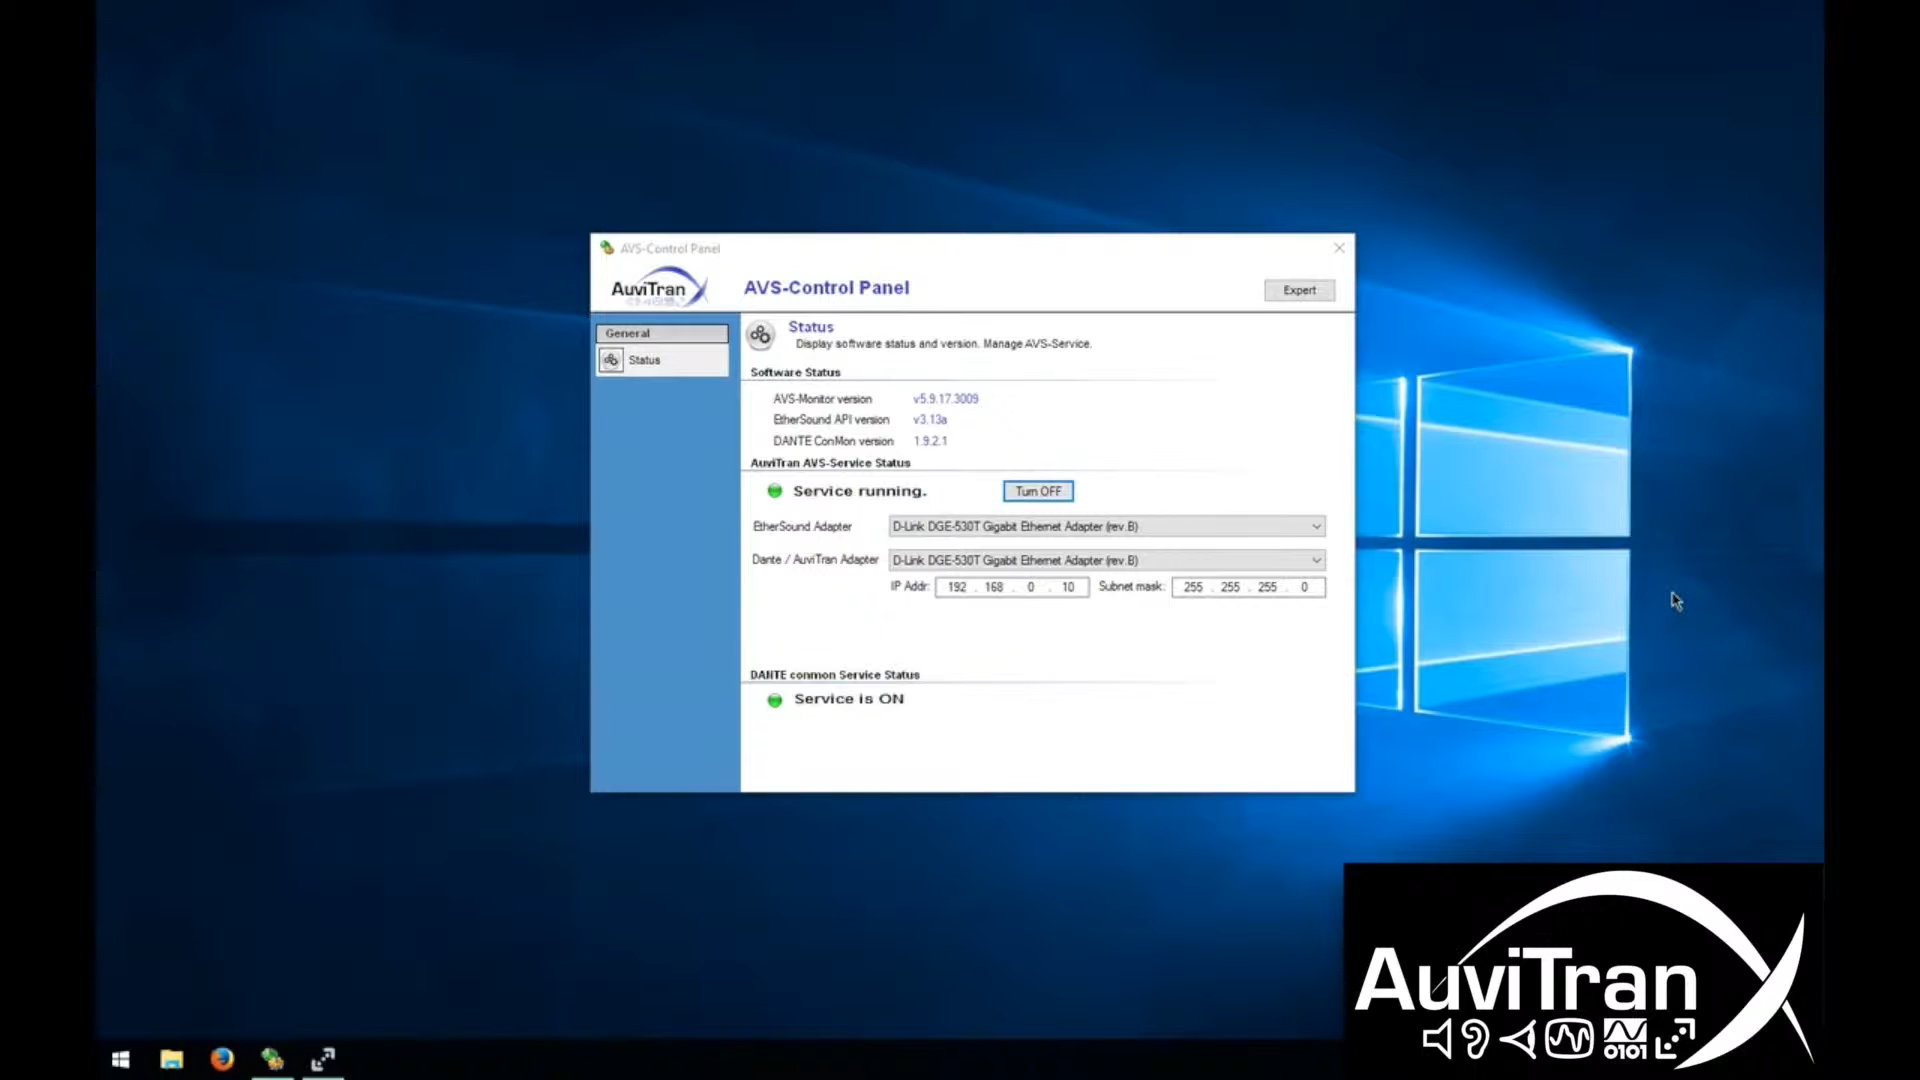 AVS-Control Panel
AuviTran
AVS-Control Panel
Expert
General
Status
Status
Display software status and version. Manage AVS-Service.
Software Status
AVS-Monitor version v5.9.17.3009
EtherSound API version v3.13a
DANTE ConMon version 1.9.2.1
AuviTran AVS-Service Status
Service running. Turn OFF
EtherSound Adapter D-Link DGE-530T Gigabit Ethernet Adapter (rev.B)
Dante / AuviTran Adapter D-Link DGE-530T Gigabit Ethernet Adapter (rev.B)
IP Addr: 192 . 168 . 0 . 10 Subnet mask: 255 . 255 . 255 . 0
DANTE conmon Service Status
Service is ON
AuviTran
0101